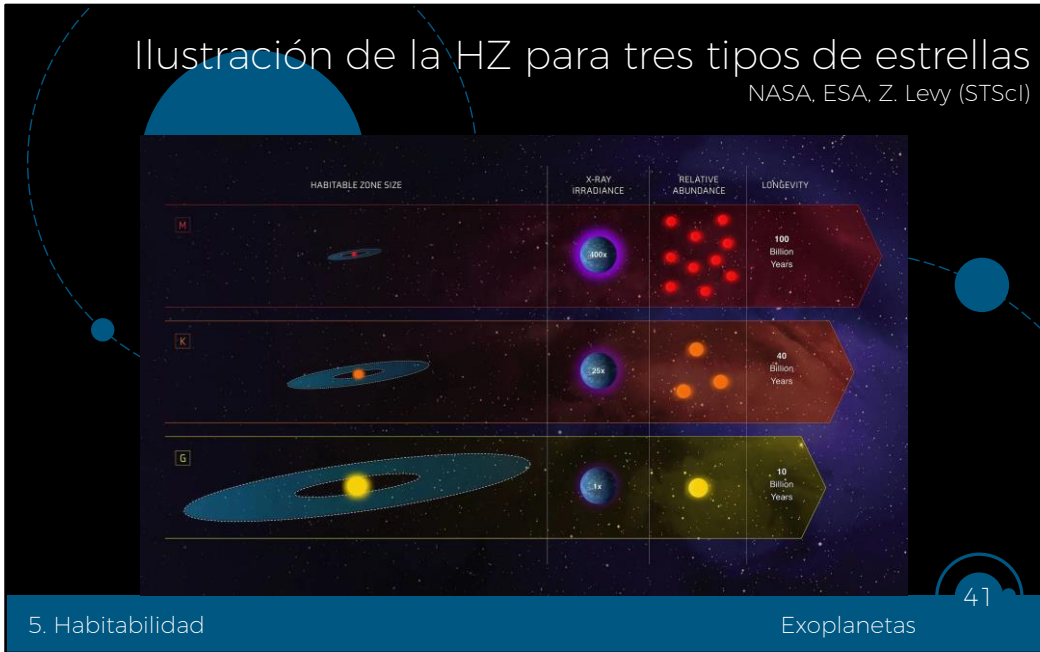 Ilustración de la HZ para tres tipos de estrellas
NASA, ESA, Z. Levy (STScI)
HABITABLE ZONE SIZE
X-RAY
IRRADIANCE
RELATIVE
ABUNDANCE
LONGEVITY
M
400x
100
Billion
Years
K
25x
40
Billion
Years
G
1x
10
Billion
Years
5. Habitabilidad
Exoplanetas
41